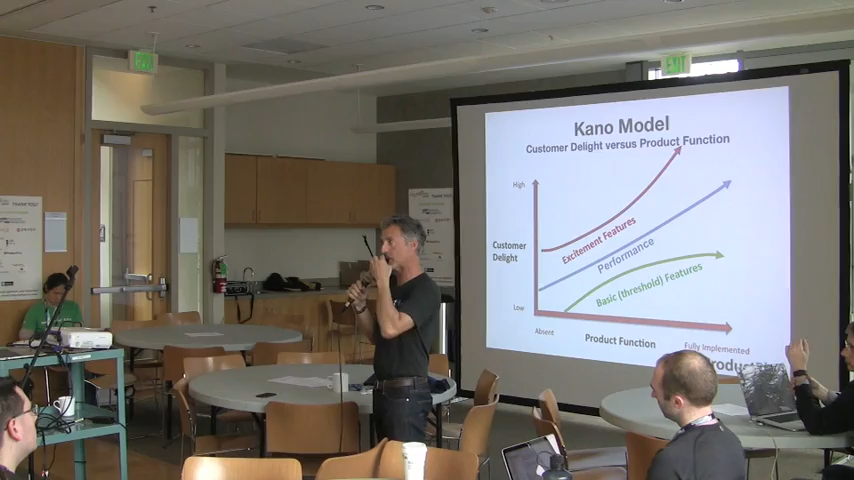 EXIT
EXIT
THANK YOU!
Kano Model
Customer Delight versus Product Function
High
Customer
Delight
Low
Excitement Features
Performance
Basic (threshold) Features
Absent
Product Function
Fully Implemented